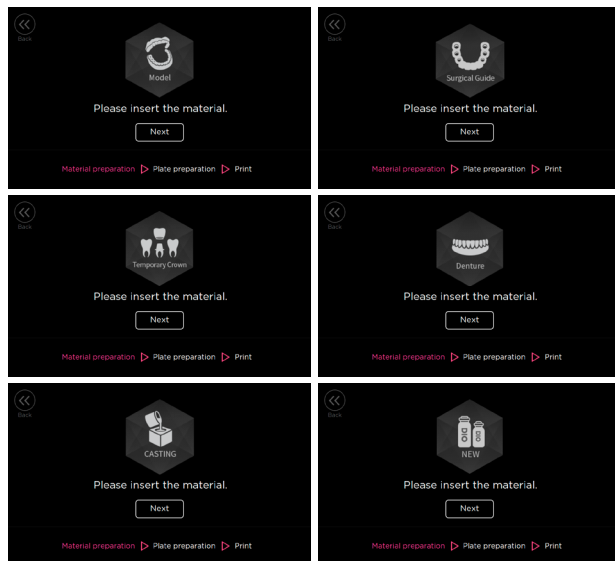 Back
Model
Please insert the material.
Next
Material preparation Plate preparation Print
Back
Surgical Guide
Please insert the material.
Next
Material preparation Plate preparation Print
Back
Temporary Crown
Please insert the material.
Next
Material preparation Plate preparation Print
Back
Denture
Please insert the material.
Next
Material preparation Plate preparation Print
Back
CASTING
Please insert the material.
Next
Material preparation Plate preparation Print
Back
DIO
DIO
NEW
Please insert the material.
Next
Material preparation Plate preparation Print